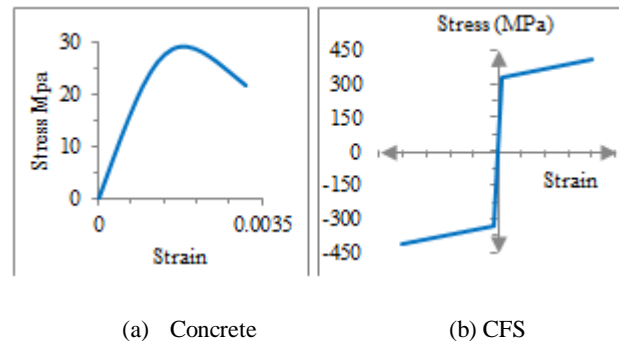 30
20
10
0
Stress Mpa
0
0.0035
Strain
Stress (MPa)
450
300
150
0
-150
-300
-450
Strain
(a) Concrete
(b) CFS